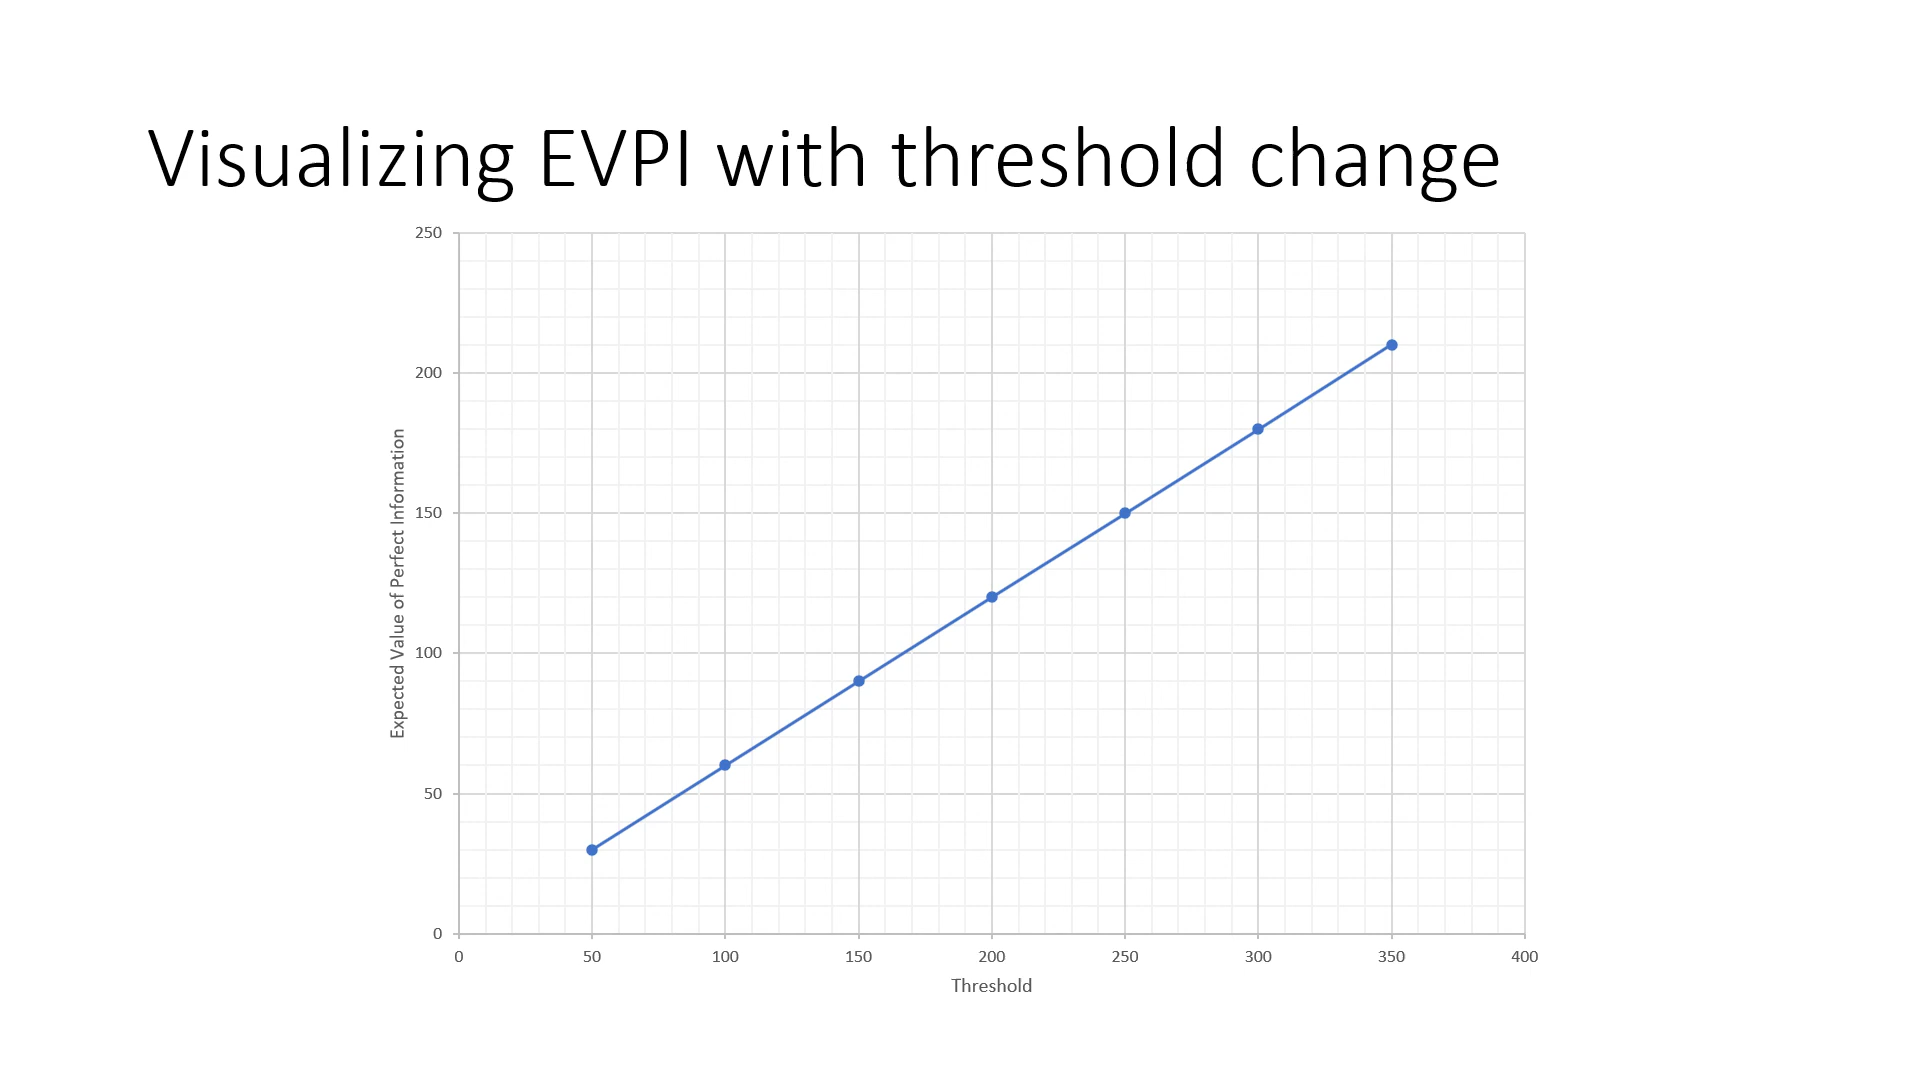 Visualizing EVPI with threshold change
250
200
150
100
50
0
Expected Value of Perfect Information
0 50 100 150 200 250 300 350 400
Threshold